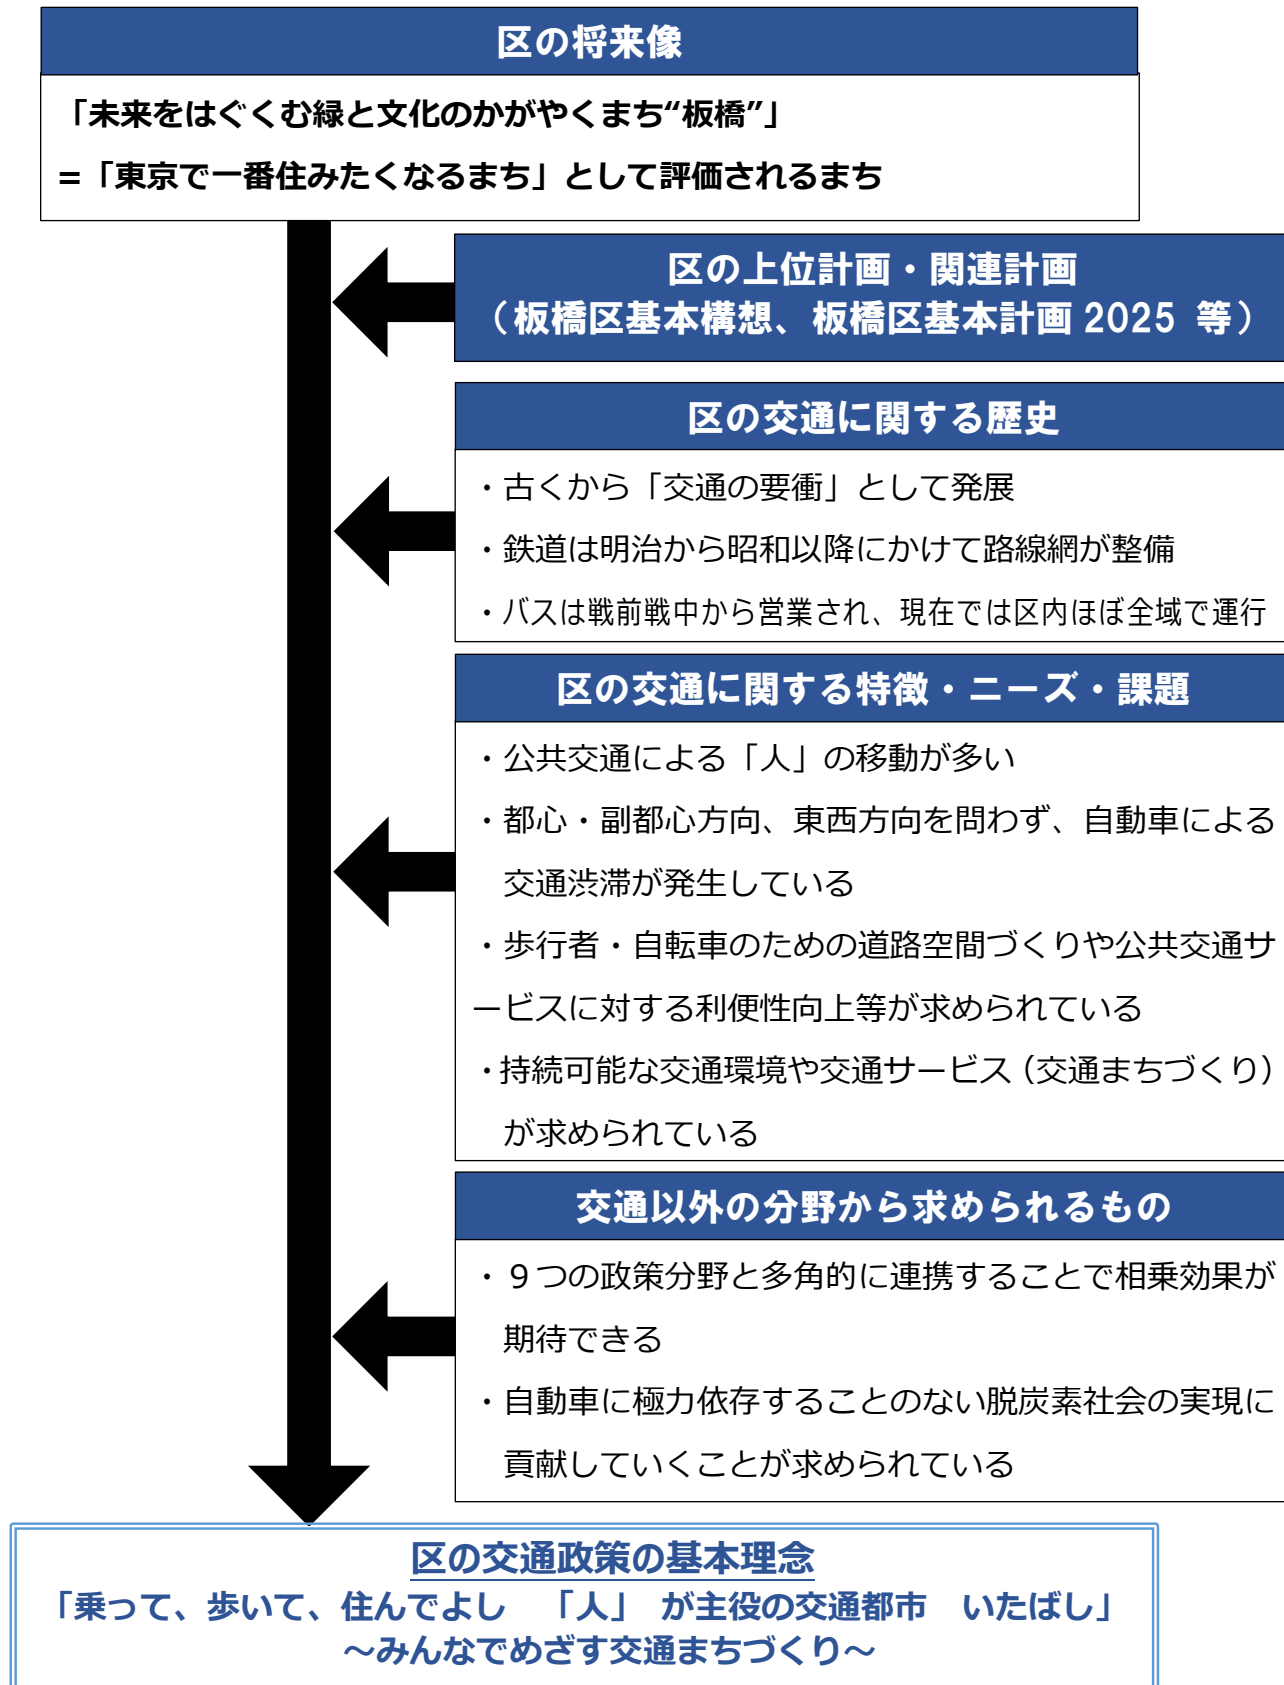 区の将来像
「未来をはぐくむ緑と文化のかがやくまち“板橋”」
=「東京で一番住みたくなるまち」として評価されるまち
区の上位計画・関連計画
（板橋区基本構想、板橋区基本計画 2025 等）
区の交通に関する歴史
・古くから「交通の要衝」として発展
・鉄道は明治から昭和以降にかけて路線網が整備
・バスは戦前戦中から営業され、現在では区内ほぼ全域で運行
区の交通に関する特徴・ニーズ・課題
・公共交通による「人」の移動が多い
・都心・副都心方向、東西方向を問わず、自動車による
交通渋滞が発生している
・歩行者・自転車のための道路空間づくりや公共交通サ
ービスに対する利便性向上等が求められている
・持続可能な交通環境や交通サービス（交通まちづくり）
が求められている
交通以外の分野から求められるもの
・９つの政策分野と多角的に連携することで相乗効果が
期待できる
・自動車に極力依存することのない脱炭素社会の実現に
貢献していくことが求められている
区の交通政策の基本理念
「乗って、歩いて、住んでよし　「人」 が主役の交通都市　いたばし」
～みんなでめざす交通まちづくり～